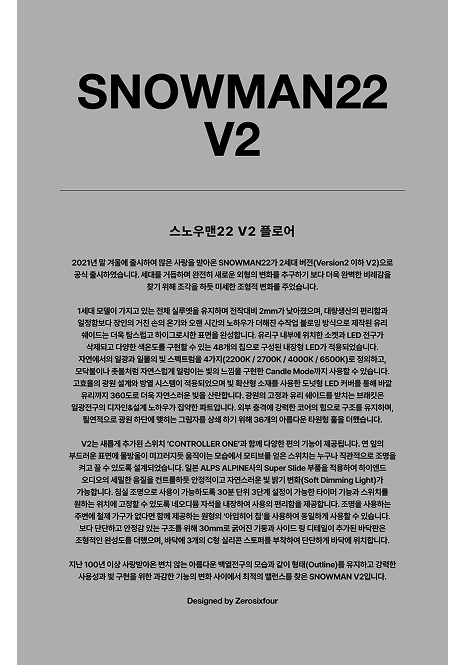 SNOWMAN22
V2
스노우맨22 V2 플로어
2021년 말 겨울에 출시하여 많은 사랑을 받아온 SNOWMAN22가 2세대 버젼(Version2 이하 V2)으로
공식 출시하였습니다. 세대를 거듭하며 완전히 새로운 외형의 변화를 추구하기 보다 더욱 완벽한 비례감을
찾기 위해 조각을 하듯 미세한 조형적 변화를 주었습니다.
1세대 모델이 가지고 있는 전체 실루엣을 유지하며 전작대비 2mm가 낮아졌으며, 대량생산의 편리함과
일정함보다 장인의 거친 손의 온기와 오랜 시간의 노하우가 더해진 수작업 블로잉 방식으로 제작된 유리
쉐이드는 더욱 탐스럽고 하이그로시한 표면을 완성합니다. 유리구 내부에 위치한 소켓과 LED 전구가
삭제되고 다양한 색온도를 구현할 수 있는 48개의 칩으로 구성된 내장형 LED가 적용되었습니다.
자연에서의 일광과 일몰의 빛 스펙트럼을 4가지(2200K / 2700K / 4000K / 6500K)로 정의하고,
모닥불이나 촛불처럼 자연스럽게 일렁이는 빛의 느낌을 구현한 Candle Mode까지 사용할 수 있습니다.
고효율의 광원 설계와 방열 시스템이 적용되었으며 빛 확산형 소재를 사용한 도넛형 LED 커버를 통해 바깥
유리까지 360도로 더욱 자연스러운 빛을 산란합니다. 광원의 고정과 유리 쉐이드를 받치는 브래킷은
일광전구의 디자인&설계 노하우가 집약한 파트입니다. 외부 충격에 강력한 코어의 힘으로 구조를 유지하며,
필연적으로 광원 하단에 맺히는 그림자를 상쇄 하기 위해 36개의 아름다운 타원형 홀을 더했습니다.
V2는 새롭게 추가된 스위치 'CONTROLLER ONE'과 함께 다양한 편의 기능이 제공됩니다. 연 잎의
부드러운 표면에 물방울이 미끄러지듯 움직이는 모습에서 모티브를 얻은 스위치는 누구나 직관적으로 조명을
켜고 끌 수 있도록 설계되었습니다. 일본 ALPS ALPINE사의 Super Slide 부품을 적용하여 하이엔드
오디오의 세밀한 음질을 컨트롤하듯 안정적이고 자연스러운 빛 밝기 변화(Soft Dimming Light)가
가능합니다. 침실 조명으로 사용이 가능하도록 30분 단위 3단계 설정이 가능한 타이머 기능과 스위치를
원하는 위치에 고정할 수 있도록 네오디움 자석을 내장하여 사용의 편리함을 제공합니다. 조명을 사용하는
주변에 철제 가구가 없다면 함께 제공하는 원형의 '아임히어 칩'을 사용하여 동일하게 사용할 수 있습니다.
보다 단단하고 안정감 있는 구조를 위해 30mm로 굵어진 기둥과 사이드 링 디테일이 추가된 바닥판은
조형적인 완성도를 더했으며, 바닥에 3개의 C형 실리콘 스토퍼를 부착하여 단단하게 바닥에 위치합니다.
지난 100년 이상 사랑받아온 변치 않는 아름다운 백열전구의 모습과 같이 형태(Outline)를 유지하고 강력한
사용성과 빛 구현을 위한 과감한 기능의 변화 사이에서 최적의 밸런스를 찾은 SNOWMAN V2입니다.
Designed by Zerosixfour